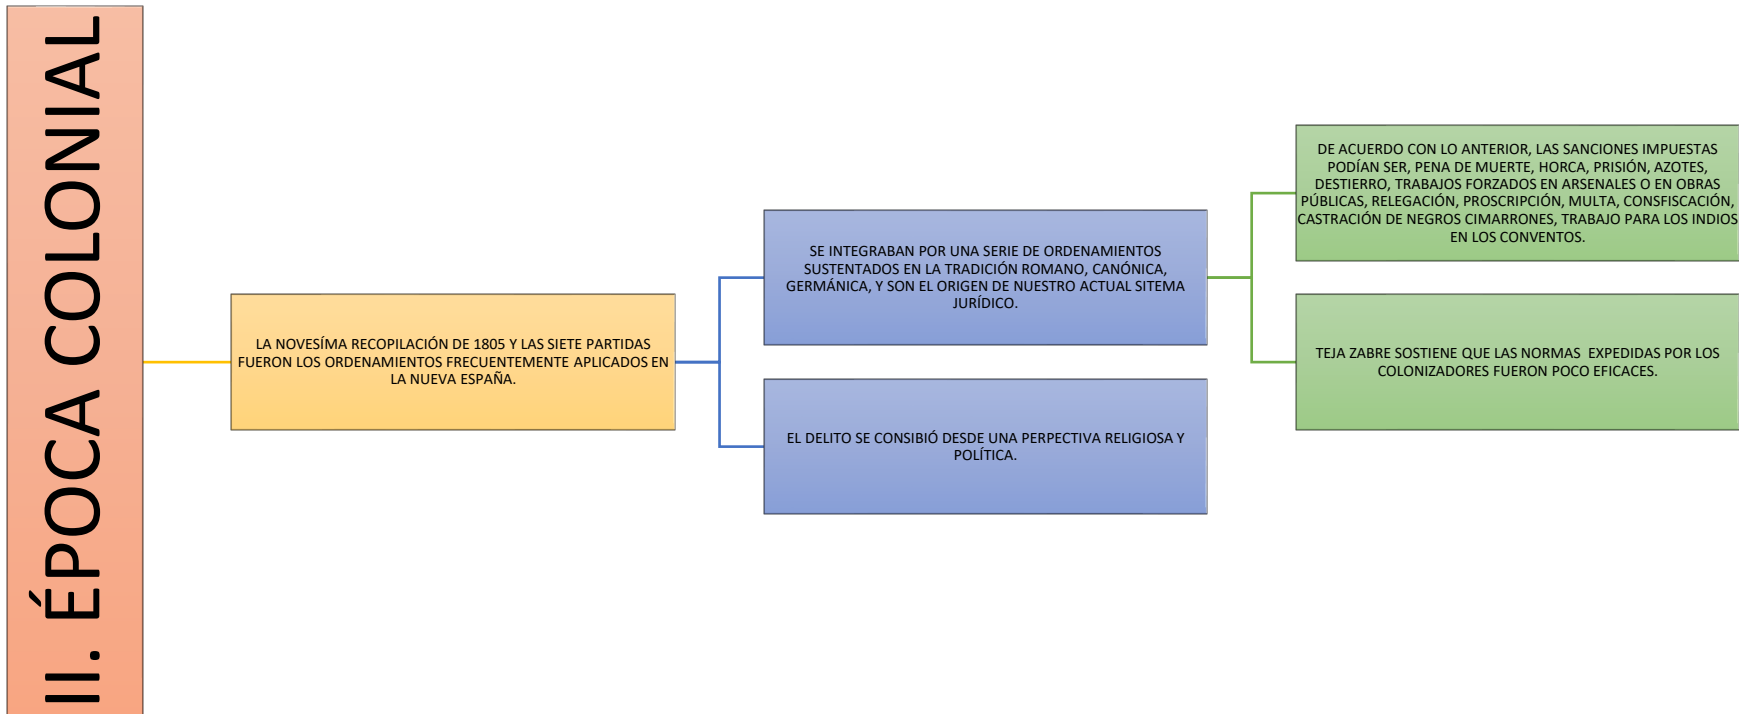 II. ÉPOCA COLONIAL
LA NOVESÍMA RECOPILACIÓN DE 1805 Y LAS SIETE PARTIDAS
FUERON LOS ORDENAMIENTOS FRECUENTEMENTE APLICADOS EN
LA NUEVA ESPAÑA.
SE INTEGRABAN POR UNA SERIE DE ORDENAMIENTOS
SUSTENTADOS EN LA TRADICIÓN ROMANO, CANÓNICA,
GERMÁNICA, Y SON EL ORIGEN DE NUESTRO ACTUAL SITEMA
JURÍDICO.
EL DELITO SE CONSIBIÓ DESDE UNA PERPECTIVA RELIGIOSA Y
POLÍTICA.
DE ACUERDO CON LO ANTERIOR, LAS SANCIONES IMPUESTAS
PODÍAN SER, PENA DE MUERTE, HORCA, PRISIÓN, AZOTES,
DESTIERRO, TRABAJOS FORZADOS EN ARSENALES O EN OBRAS
PÚBLICAS, RELEGACIÓN, PROSCRIPCIÓN, MULTA, CONSFISCACIÓN,
CASTRACIÓN DE NEGROS CIMARRONES, TRABAJO PARA LOS INDIOS
EN LOS CONVENTOS.
TEJA ZABRE SOSTIENE QUE LAS NORMAS EXPEDIDAS POR LOS
COLONIZADORES FUERON POCO EFICACES.